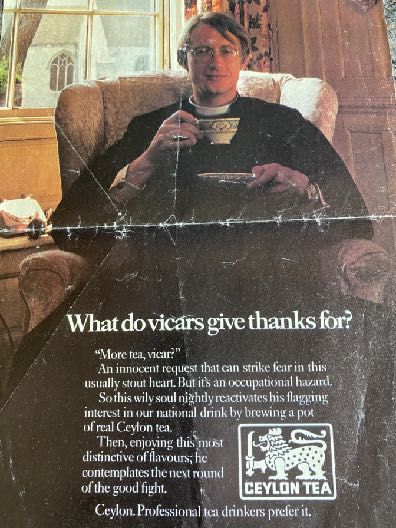 What do vicars give thanks for?
“More tea, vicar?”
An innocent request that can strike fear in this
usually stout heart. But it's an occupational hazard.
So this wily soul nightly reactivates his flagging
interest in our national drink by brewing a pot
of real Ceylon tea.
Then, enjoying this most
distinctive of flavours; he
contemplates the next round
of the good fight.
CEYLON TEA
Ceylon. Professional tea drinkers prefer it.